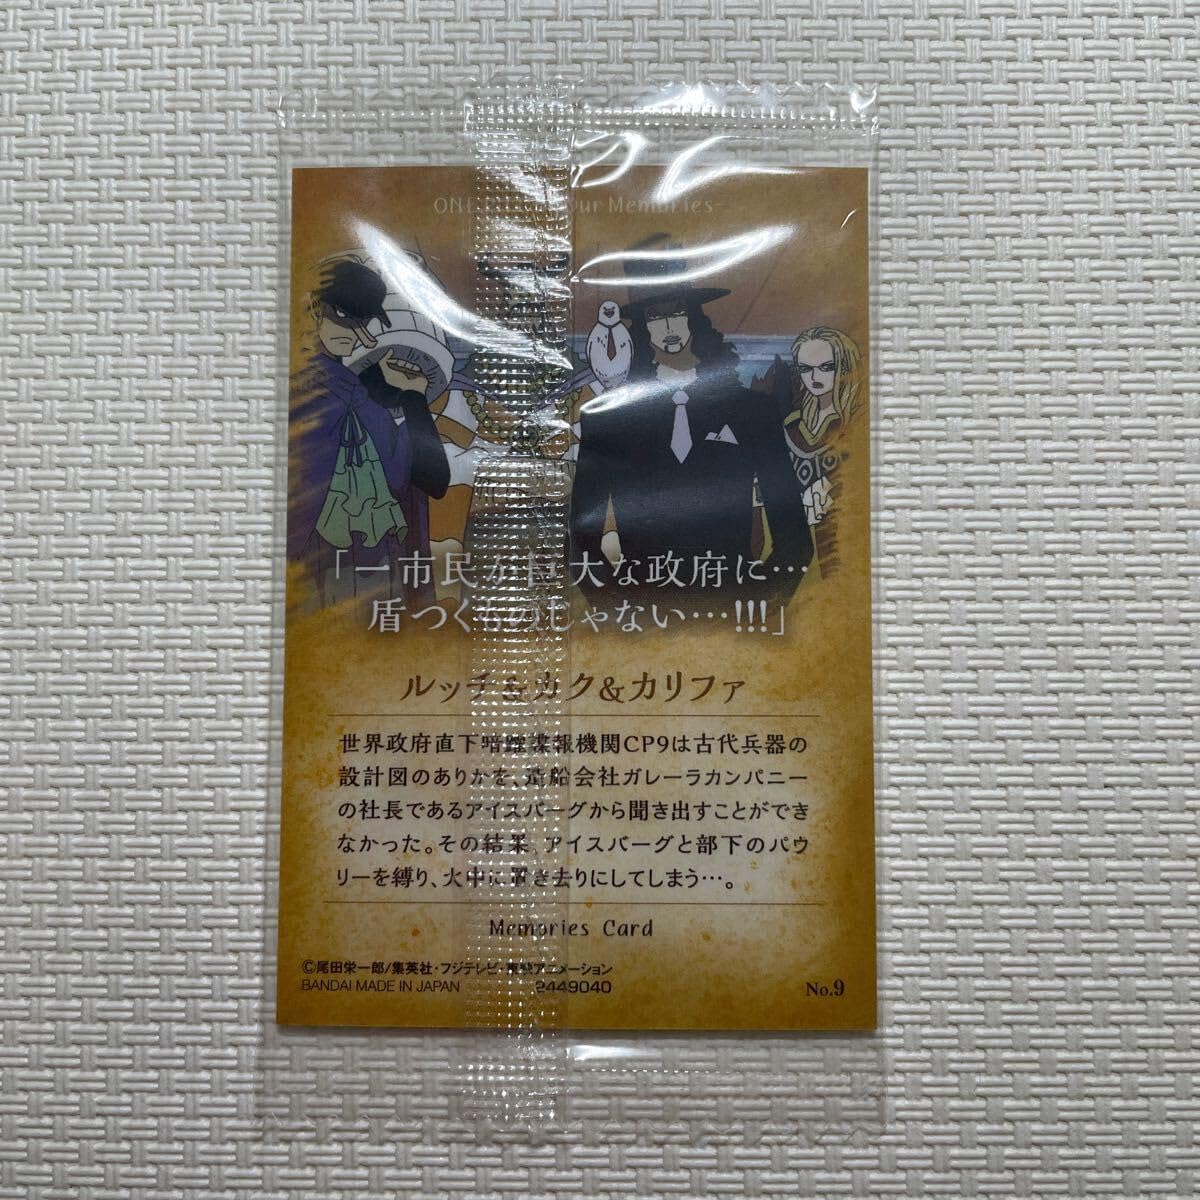 ONE Our Memories-
「一市民が巨大な政府に…
盾つくものじゃない…!!!」
ルッチ&カク&カリファ
世界政府直下暗躍諜報機関CP9は古代兵器の
設計図のありかを、造船会社ガレーラカンパニー
の社長であるアイスバーグから聞き出すことができ
なかった。その結果、アイスバーグと部下のパウ
リーを縛り、火中に置き去りにしてしまう…。
Memories Card
©尾田栄一郎/集英社・フジテレビ・東映アニメーション
BANDAI MADE IN JAPAN 2449040
No.9